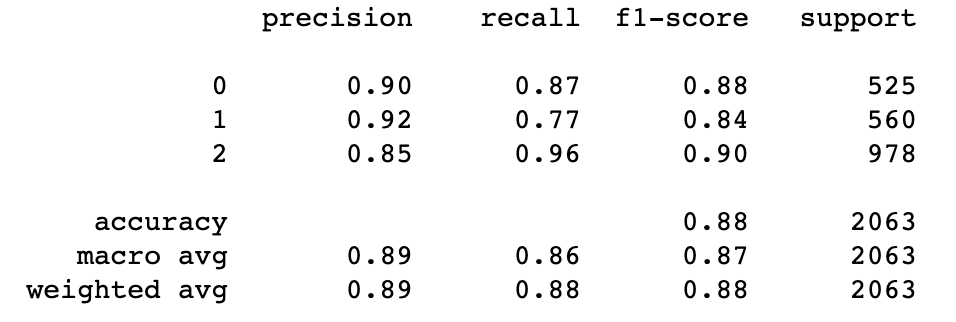 precision recall f1-score support
0 0.90 0.87 0.88 525
1 0.92 0.77 0.84 560
2 0.85 0.96 0.90 978
accuracy 0.88 2063
macro avg 0.89 0.86 0.87 2063
weighted avg 0.89 0.88 0.88 2063